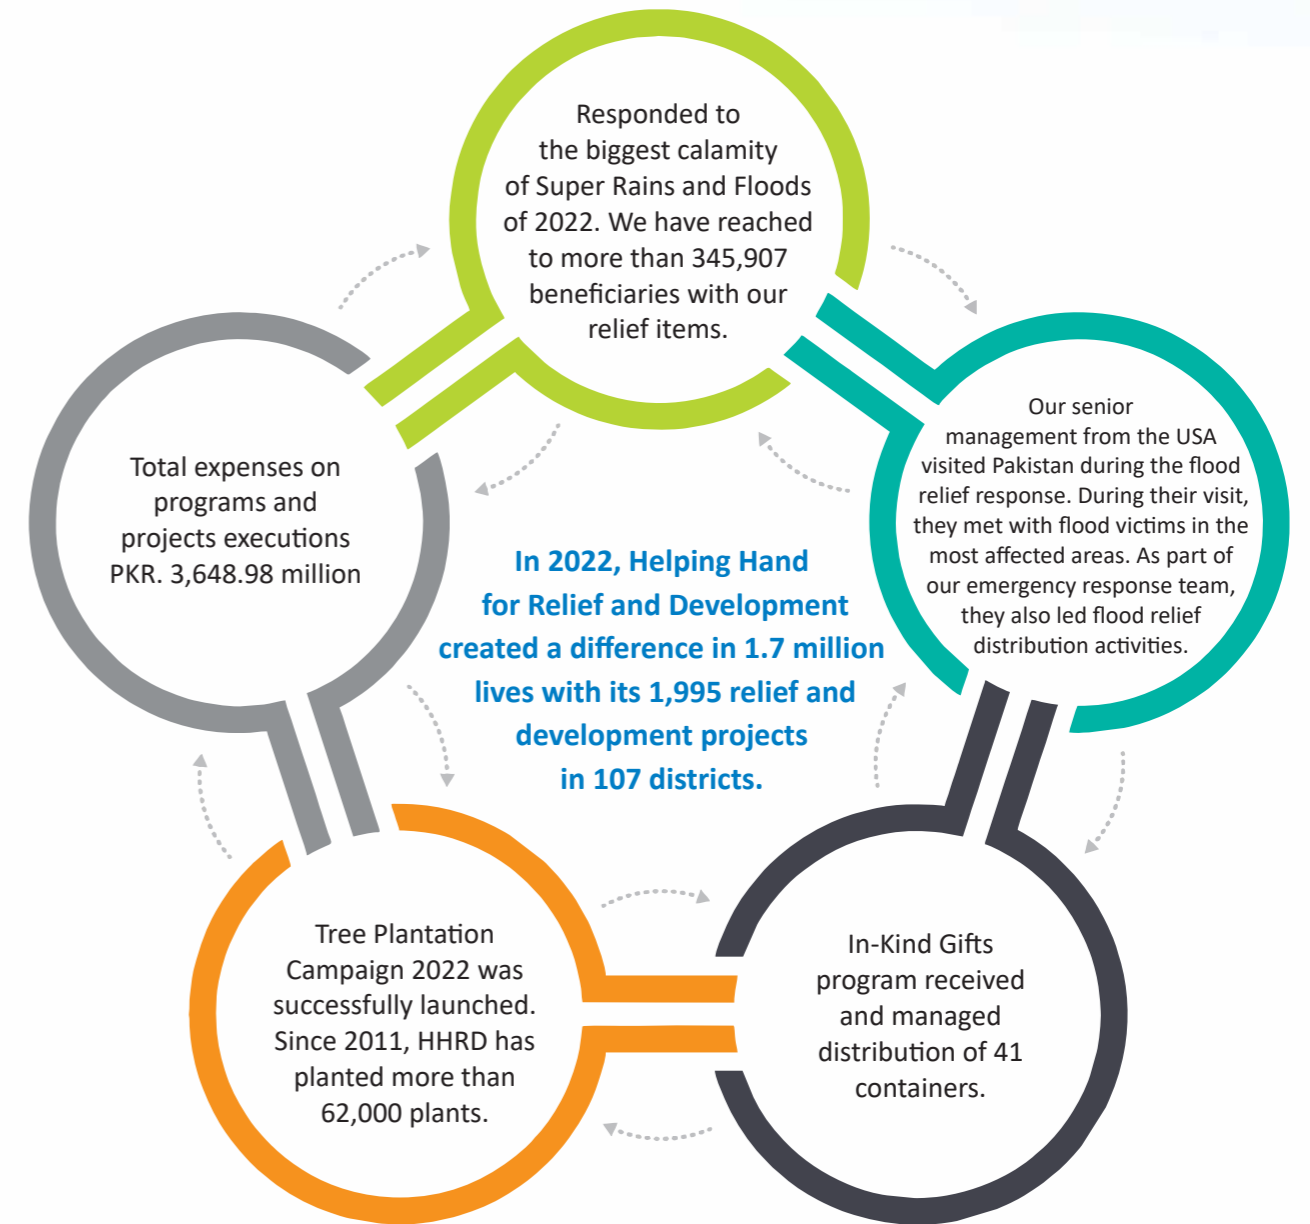 Responded to
the biggest calamity
of Super Rains and Floods
of 2022. We have reached
to more than 345,907
beneficiaries with our
relief items.
Our senior
management from the USA
visited Pakistan during the flood
relief response. During their visit,
they met with flood victims in the
most affected areas. As part of
our emergency response team,
they also led flood relief
distribution activities.
Total expenses on
programs and
projects executions
PKR. 3,648.98 million
In 2022, Helping Hand
for Relief and Development
created a difference in 1.7 million
lives with its 1,995 relief and
development projects
in 107 districts.
Tree Plantation
Campaign 2022 was
successfully launched.
Since 2011, HHRD has
planted more than
62,000 plants.
In-Kind Gifts
program received
and managed
distribution of 41
containers.